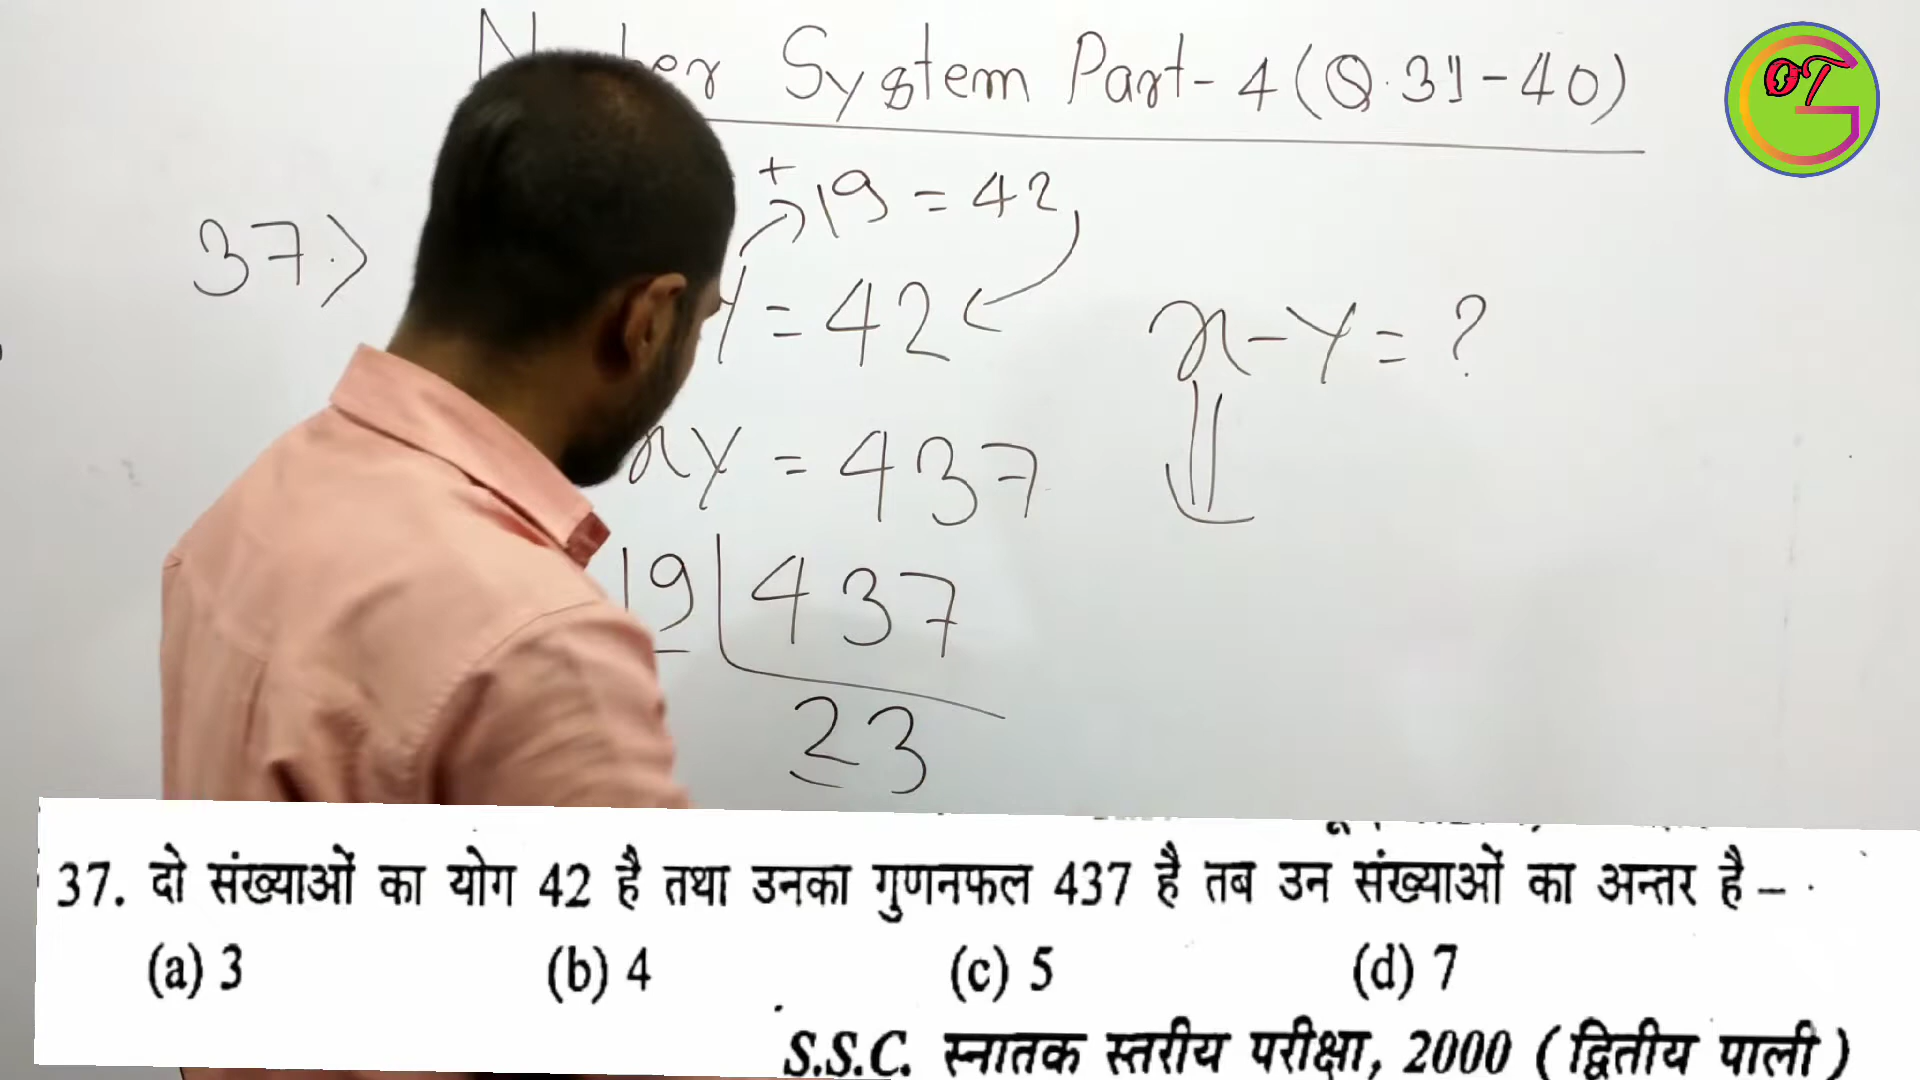 System Part-4 (Q.31-40)
OTG
+
19 = 42
37>
Y = 42
x-Y = ?
xY = 437
19 437
23
37. दो संख्याओं का योग 42 है तथा उनका गुणनफल 437 है तब उन संख्याओं का अन्तर है –
(a) 3 (b) 4 (c) 5 (d) 7
S.S.C. स्नातक स्तरीय परीक्षा, 2000 (द्वितीय पाली)